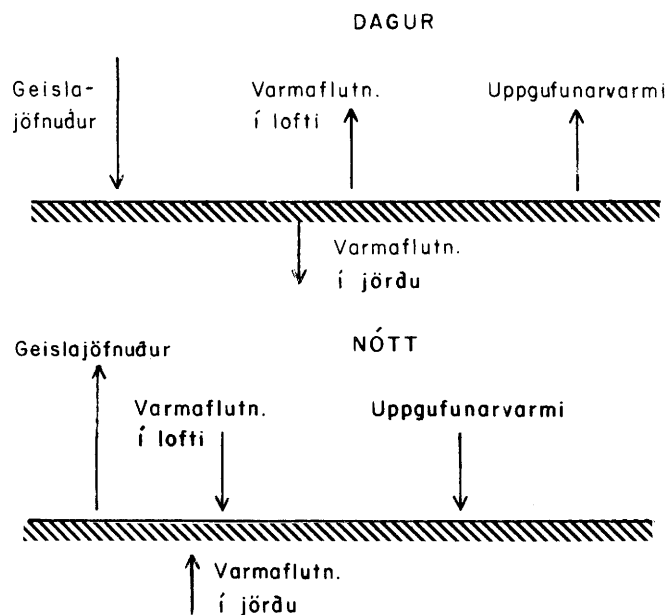 DAGUR
Geisla-
jöfnuður
Varmaflutn.
í lofti
Uppgufunarvarmi
Varmaflutn.
í jörðu
NÓTT
Geislajöfnuður
Varmaflutn.
í lofti
Uppgufunarvarmi
Varmaflutn.
í jörðu